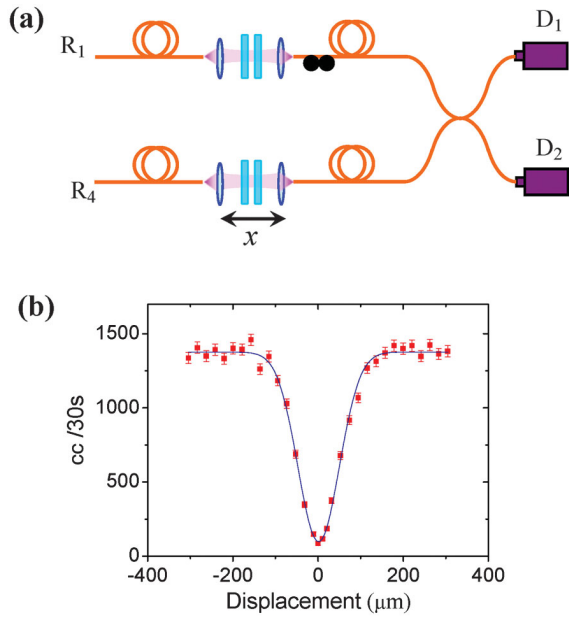 (a)
R₁
D₁
R₄
D₂
x
(b)
cc /30s
1500
1000
500
0
-400 -200 0 200 400
Displacement (μm)